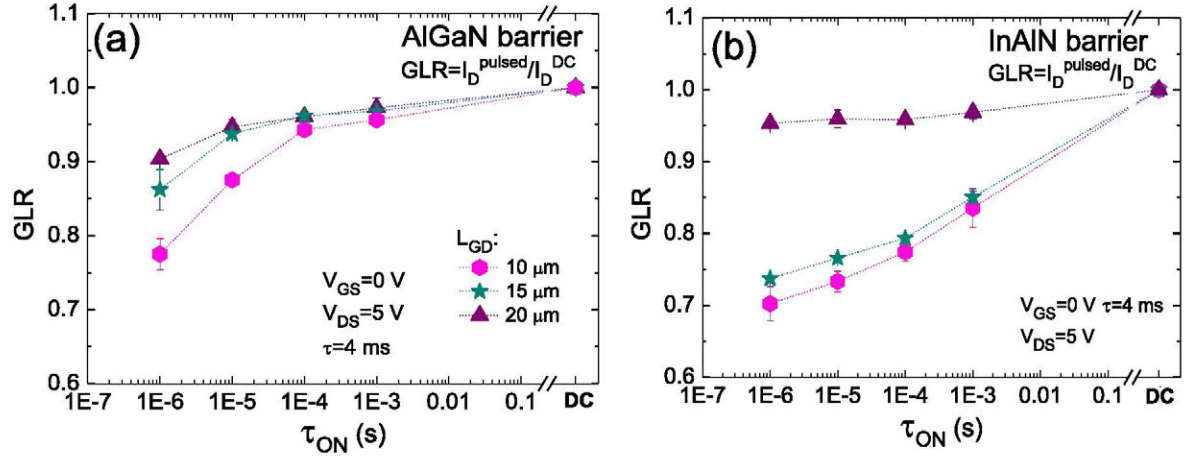 (a)
AlGaN barrier
GLR=I_D^pulsed/I_D^DC
1.1
1.0
0.9
0.8
0.7
0.6
GLR
L_GD:
10 μm
15 μm
20 μm
V_GS=0 V
V_DS=5 V
τ=4 ms
1E-7 1E-6 1E-5 1E-4 1E-3 0.01 0.1 DC
τ_ON (s)
(b)
InAlN barrier
GLR=I_D^pulsed/I_D^DC
1.1
1.0
0.9
0.8
0.7
0.6
GLR
V_GS=0 V τ=4 ms
V_DS=5 V
1E-7 1E-6 1E-5 1E-4 1E-3 0.01 0.1 DC
τ_ON (s)